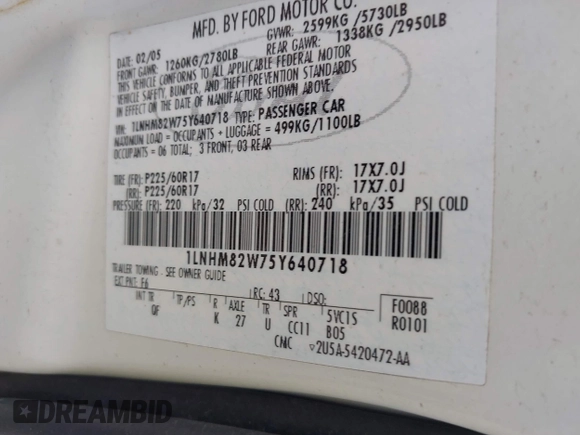 MFD. BY FORD MOTOR CO.
DATE: 02/05 GVWR: 2599KG/5730LB
FRONT GAWR: 1260KG/2780LB REAR GAWR: 1338KG/2950LB
THIS VEHICLE CONFORMS TO ALL APPLICABLE FEDERAL MOTOR
VEHICLE SAFETY, BUMPER, AND THEFT PREVENTION STANDARDS
IN EFFECT ON THE DATE OF MANUFACTURE SHOWN ABOVE.
VIN: 1LNHM82W75Y640718 TYPE: PASSENGER CAR
MAXIMUM LOAD = OCCUPANTS + LUGGAGE = 499KG/1100LB
OCCUPANTS = 06 TOTAL; 3 FRONT, 03 REAR
TIRE (FR): P225/60R17 RIMS (FR): 17X7.0J
(RR): P225/60R17 (RR): 17X7.0J
PRESSURE (FR): 220 kPa/32 PSI COLD (RR): 240 kPa/35 PSI COLD
1LNHM82W75Y640718
TRAILER TOWING - SEE OWNER GUIDE
EXT PNT: F6 RC: 43 DSO: F0088
INT TR TP/PS R AXLE TR SPR 5VC15 R0101
QF K 27 U CC11 B05
CMC ▽2U5A-5420472-AA
DREAMBID